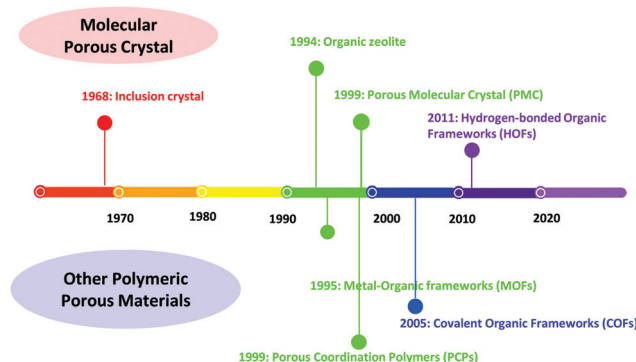 Molecular
Porous Crystal
1994: Organic zeolite
1968: Inclusion crystal
1999: Porous Molecular Crystal (PMC)
2011: Hydrogen-bonded Organic
Frameworks (HOFs)
1970
1980
1990
2000
2010
2020
Other Polymeric
Porous Materials
1995: Metal-Organic frameworks (MOFs)
2005: Covalent Organic Frameworks (COFs)
1999: Porous Coordination Polymers (PCPs)